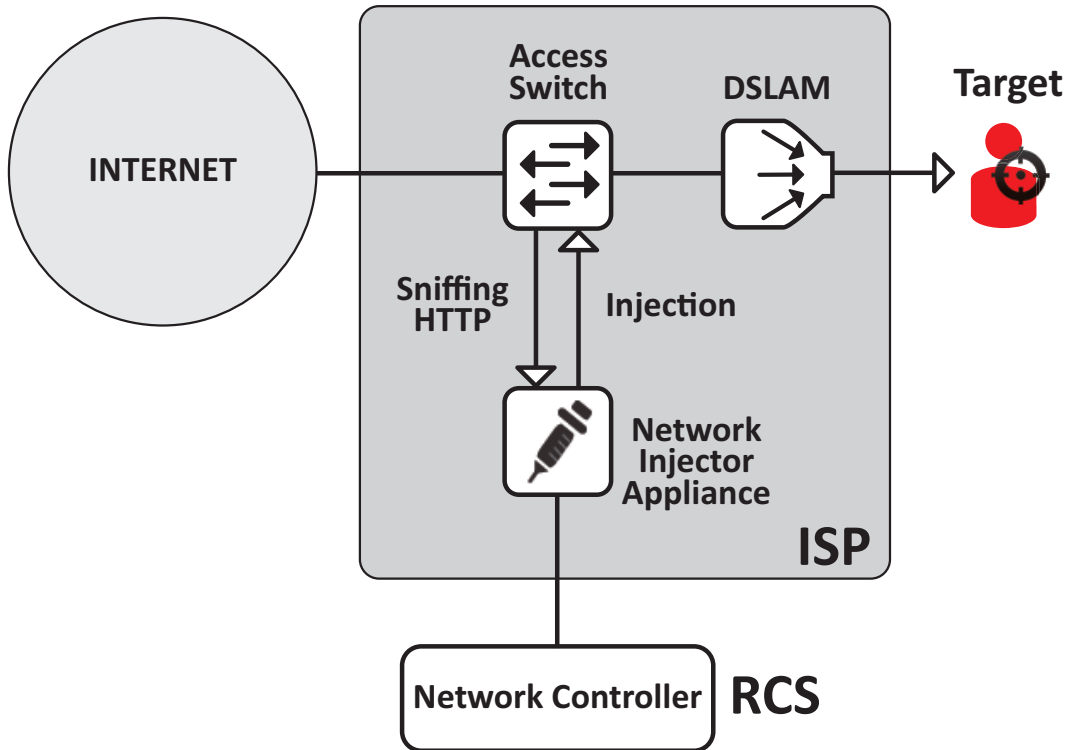 Access
Switch
DSLAM
Target
INTERNET
Sniffing
HTTP
Injection
Network
Injector
Appliance
ISP
Network Controller
RCS